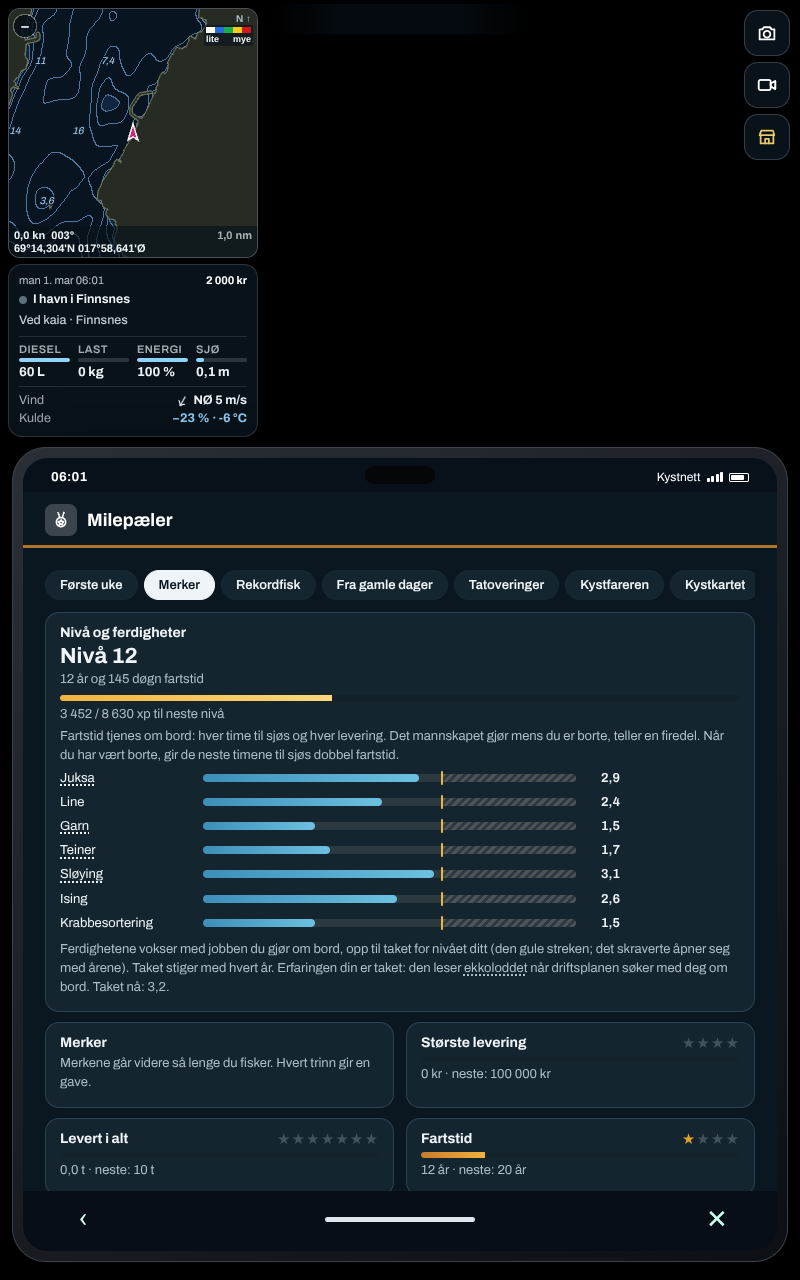 N ↑
lite mye
11
7,4
14
16
3,6
0,0 kn 003° 1,0 nm
69°14,304'N 017°58,641'Ø
man 1. mar 06:01 2 000 kr
I havn i Finnsnes
Ved kaia · Finnsnes
DIESEL LAST ENERGI SJØ
60 L 0 kg 100 % 0,1 m
Vind ↙ NØ 5 m/s
Kulde −23 % · -6 °C
06:01 Kystnett
Milepæler
Første uke Merker Rekordfisk Fra gamle dager Tatoveringer Kystfareren Kystkartet
Nivå og ferdigheter
Nivå 12
12 år og 145 døgn fartstid
3 452 / 8 630 xp til neste nivå
Fartstid tjenes om bord: hver time til sjøs og hver levering. Det mannskapet gjør mens du er borte, teller en firedel. Når
du har vært borte, gir de neste timene til sjøs dobbel fartstid.
Juksa 2,9
Line 2,4
Garn 1,5
Teiner 1,7
Sløying 3,1
Ising 2,6
Krabbesortering 1,5
Ferdighetene vokser med jobben du gjør om bord, opp til taket for nivået ditt (den gule streken; det skraverte åpner seg
med årene). Taket stiger med hvert år. Erfaringen din er taket: den leser ekkoloddet når driftsplanen søker med deg om
bord. Taket nå: 3,2.
Merker
Merkene går videre så lenge du fisker. Hvert trinn gir en
gave.
Største levering ★★★★
0 kr · neste: 100 000 kr
Levert i alt ★★★★★★★
0,0 t · neste: 10 t
Fartstid ★★★★
12 år · neste: 20 år